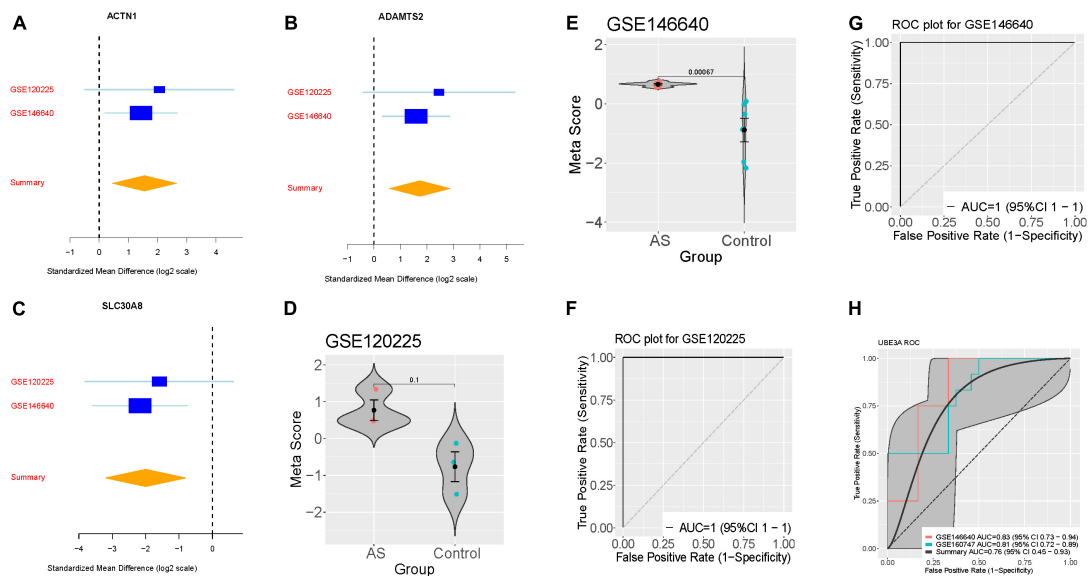 A
ACTN1
GSE120225
GSE146640
Summary
−1 0 1 2 3 4
Standardized Mean Difference (log2 scale)
B
ADAMTS2
GSE120225
GSE146640
Summary
−1 0 1 2 3 4 5
Standardized Mean Difference (log2 scale)
C
SLC30A8
GSE120225
GSE146640
Summary
−4 −3 −2 −1 0
Standardized Mean Difference (log2 scale)
D
GSE120225
Meta Score
2
1
0
−1
−2
0.1
AS Control
Group
E
GSE146640
Meta Score
2
0
−2
−4
0.00067
AS Control
Group
F
ROC plot for GSE120225
True Positive Rate (Sensitivity)
1.00
0.75
0.50
0.25
0.00
AUC=1 (95%CI 1 − 1)
0.00 0.25 0.50 0.75 1.00
False Positive Rate (1−Specificity)
G
ROC plot for GSE146640
True Positive Rate (Sensitivity)
1.00
0.75
0.50
0.25
0.00
AUC=1 (95%CI 1 − 1)
0.00 0.25 0.50 0.75 1.00
False Positive Rate (1−Specificity)
H
UBE3A ROC
True Positive Rate (Sensitivity)
1.00
0.75
0.50
0.25
0.00
GSE146640 AUC=0.83 (95% CI 0.73 − 0.94)
GSE160747 AUC=0.81 (95% CI 0.72 − 0.89)
Summary AUC=0.76 (95% CI 0.45 − 0.93)
0.00 0.25 0.50 0.75 1.00
False Positive Rate (1−Specificity)